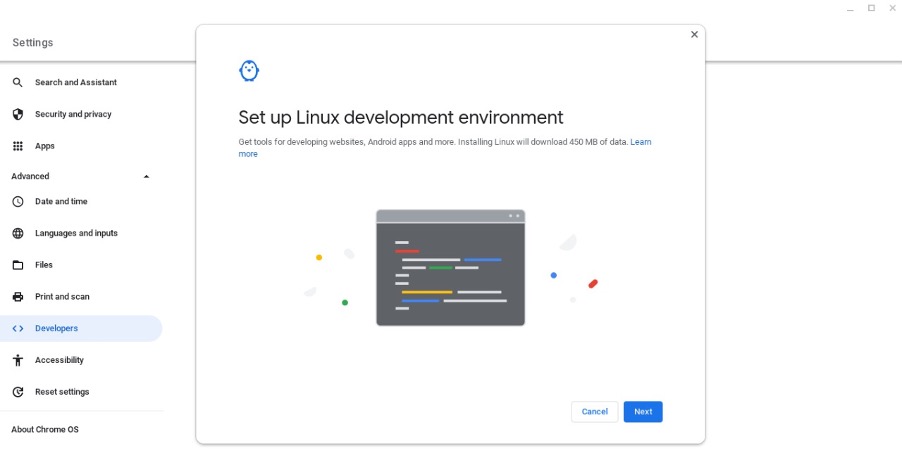 Settings
Search and Assistant
Security and privacy
Apps
Advanced
Date and time
Languages and inputs
Files
Print and scan
Developers
Accessibility
Reset settings
About Chrome OS
Set up Linux development environment
Get tools for developing websites, Android apps and more. Installing Linux will download 450 MB of data. Learn
more
Cancel
Next